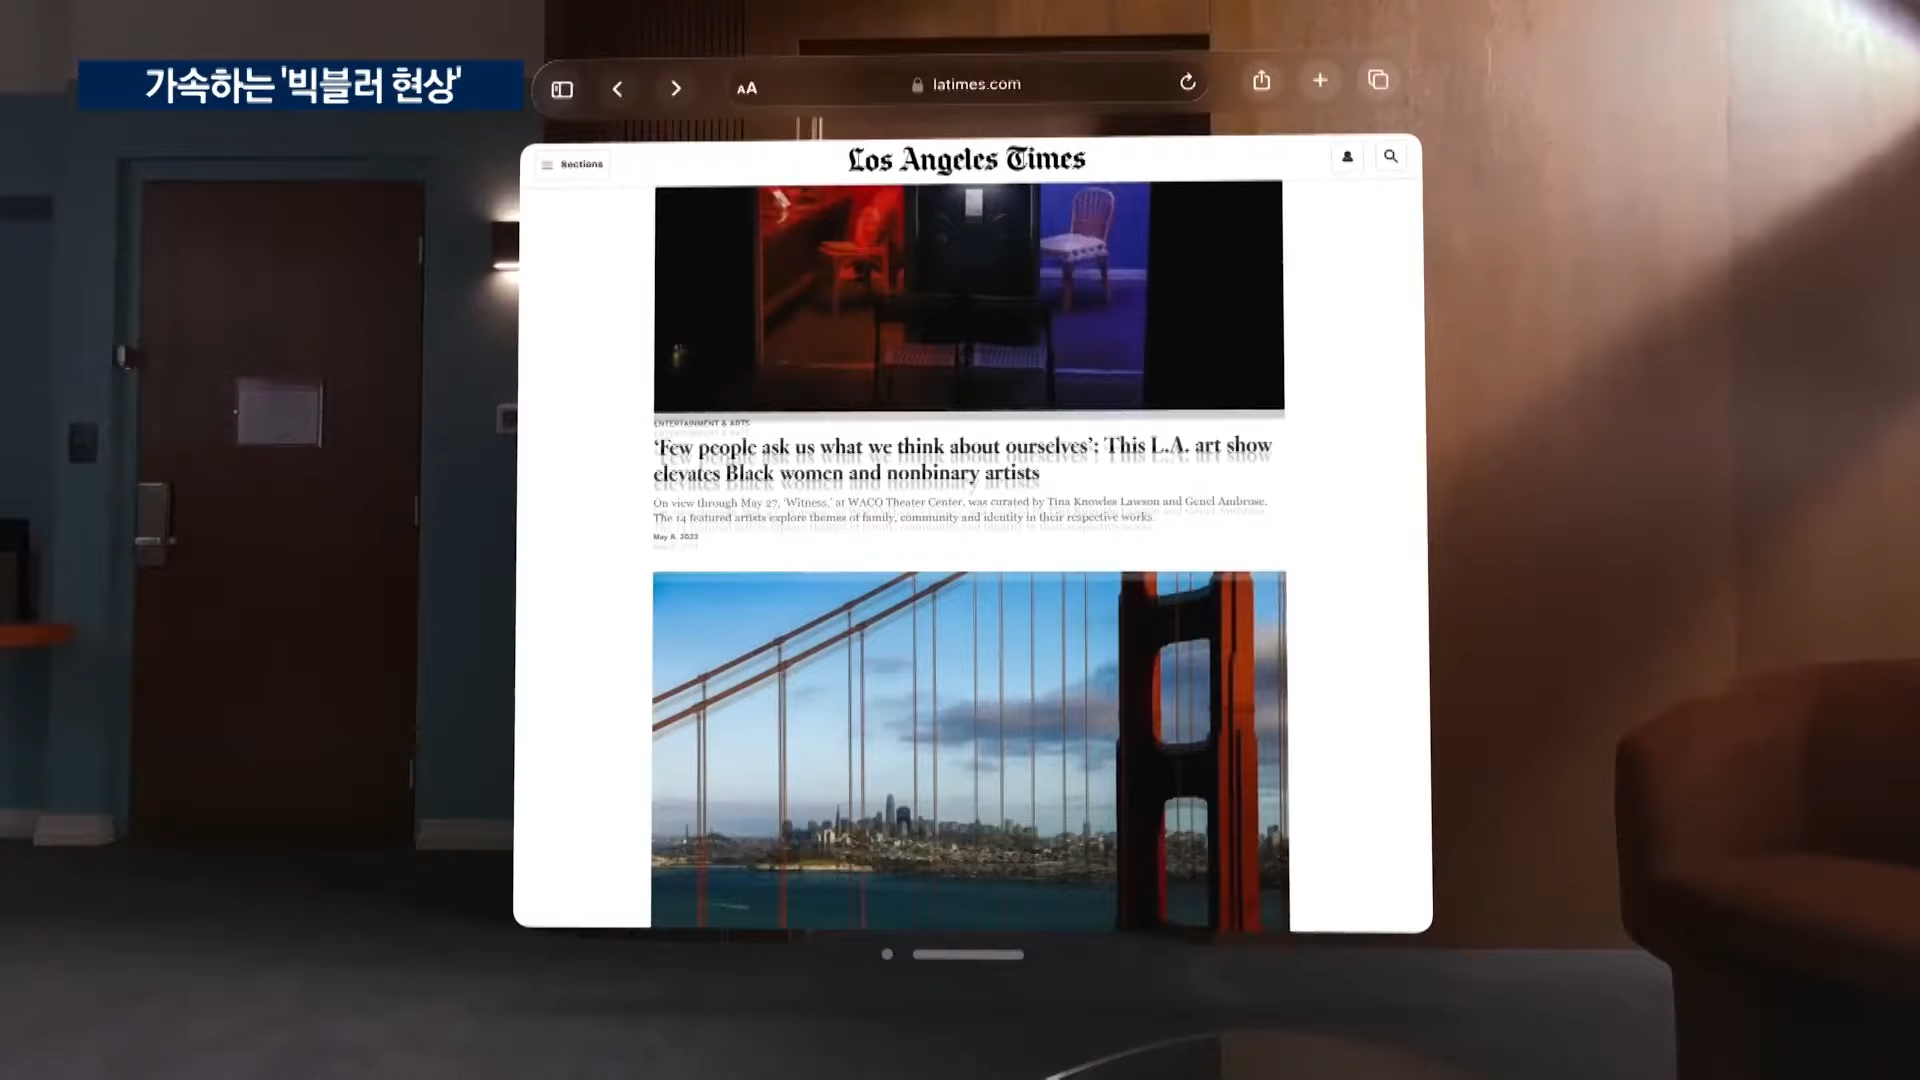 가속하는 '빅블러 현상'
AA
latimes.com
Sections
Los Angeles Times
ENTERTAINMENT & ARTS
'Few people ask us what we think about ourselves': This L.A. art show
elevates Black women and nonbinary artists
On view through May 27, 'Witness,' at WACO Theater Center, was curated by Tina Knowles Lawson and Genel Ambrose.
The 14 featured artists explore themes of family, community and identity in their respective works.
May 6, 2023